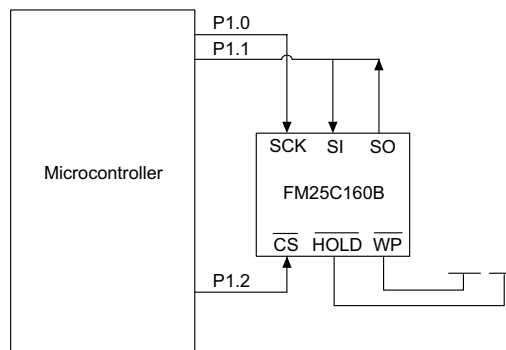 P1.0
P1.1
SCK SI SO
Microcontroller
FM25C160B
CS HOLD WP
P1.2